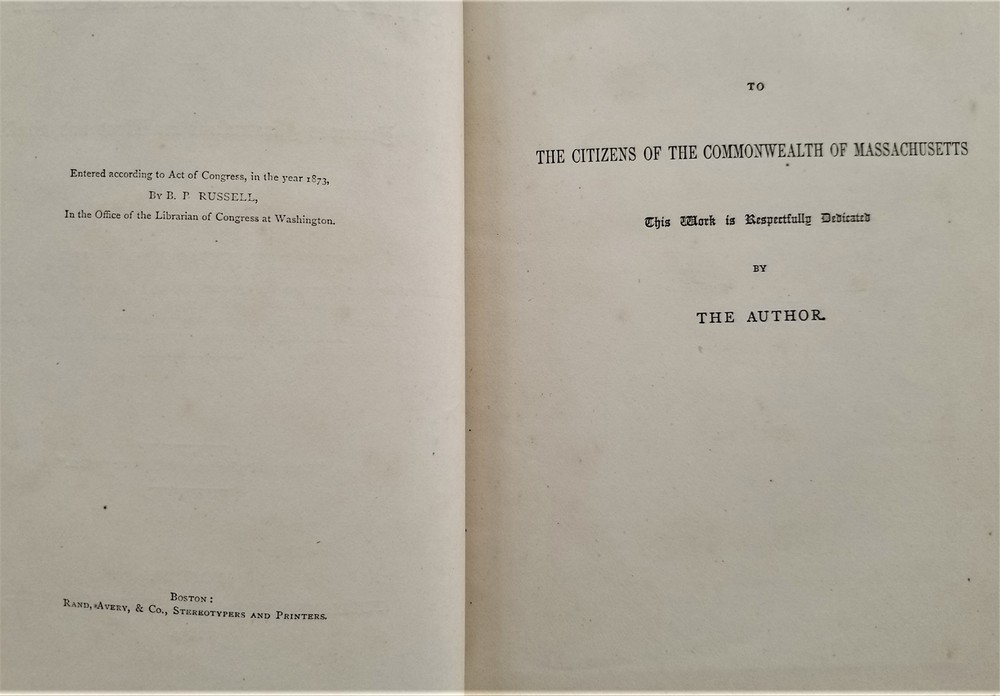 Entered according to Act of Congress, in the year 1873,
By B. P. RUSSELL,
In the Office of the Librarian of Congress at Washington.
Boston:
Rand, Avery, & Co., Stereotypers and Printers.
TO
THE CITIZENS OF THE COMMONWEALTH OF MASSACHUSETTS
This Work is Respectfully Dedicated
BY
THE AUTHOR.